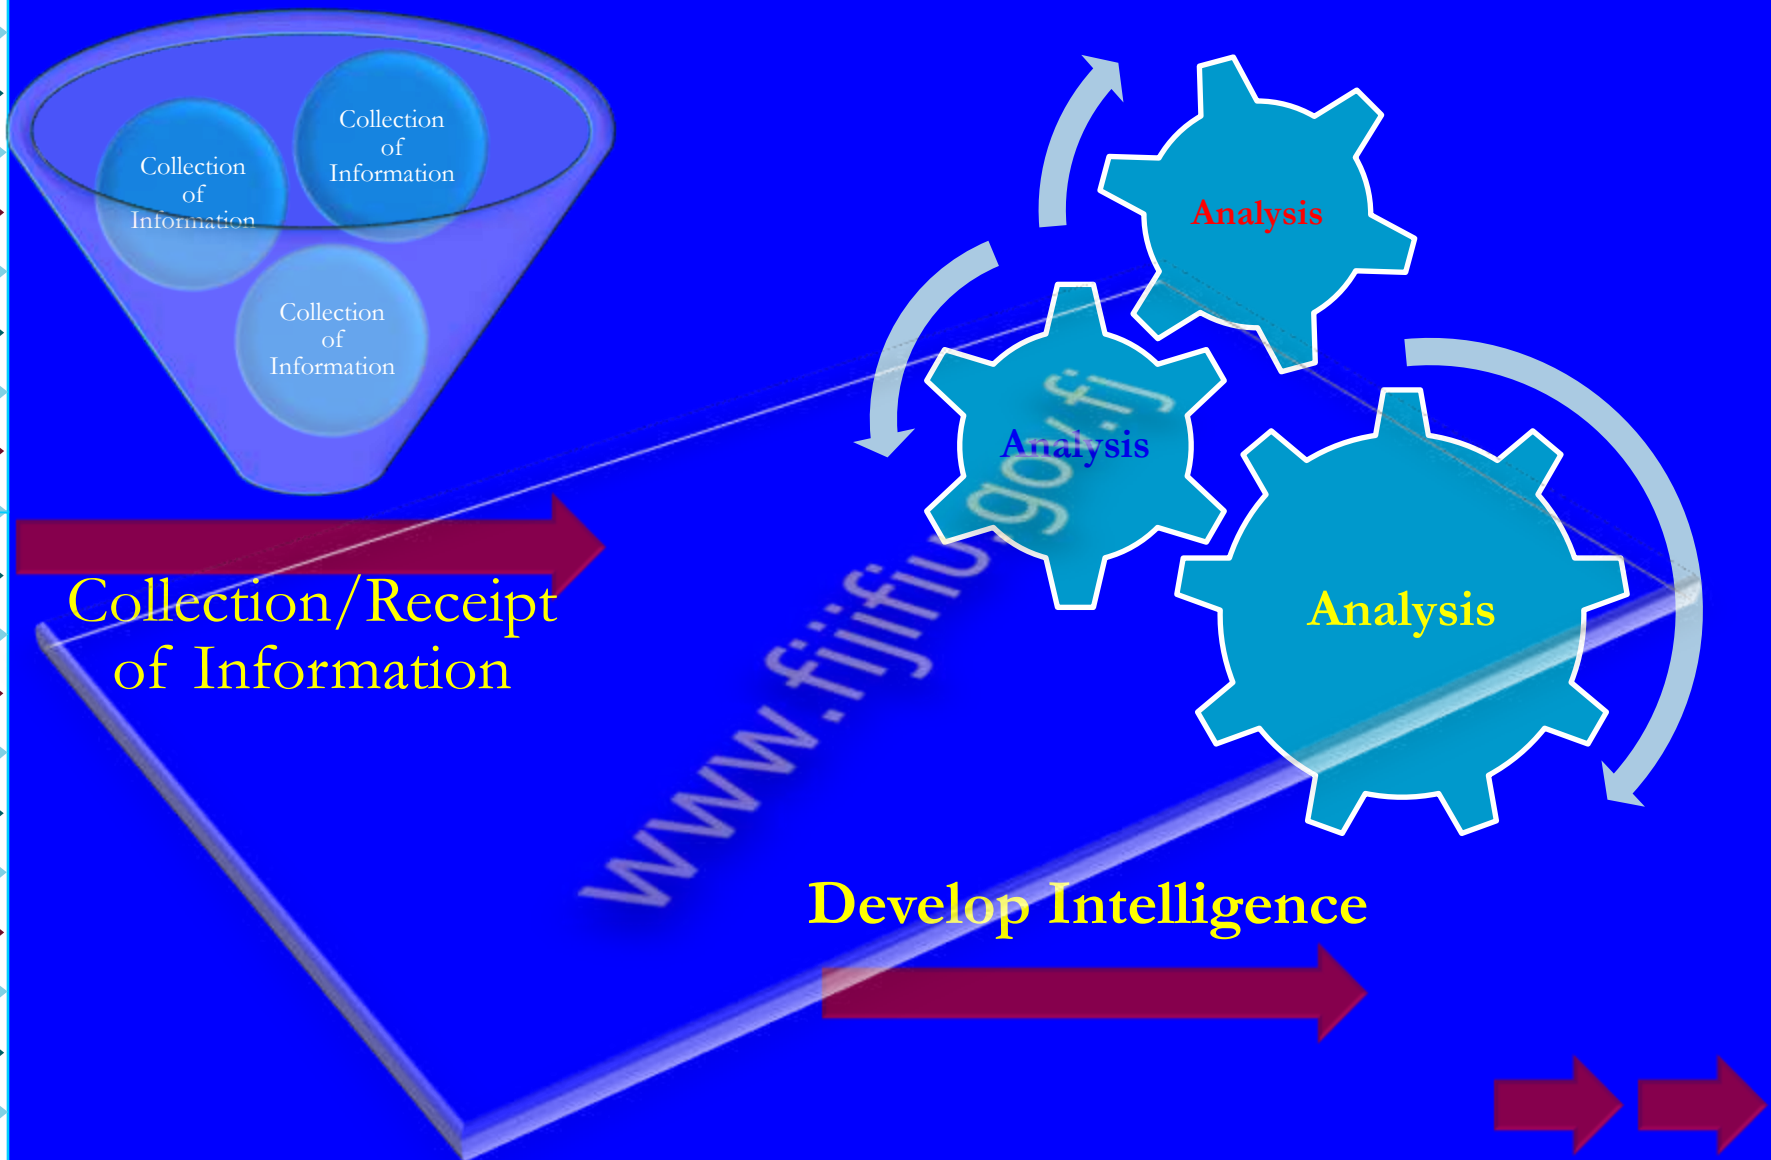 Collection
of
Information
Collection
of
Information
Collection
of
Information
Collection/Receipt
of Information
Analysis
Analysis
Analysis
www.fijifiu.gov.fj
Develop Intelligence